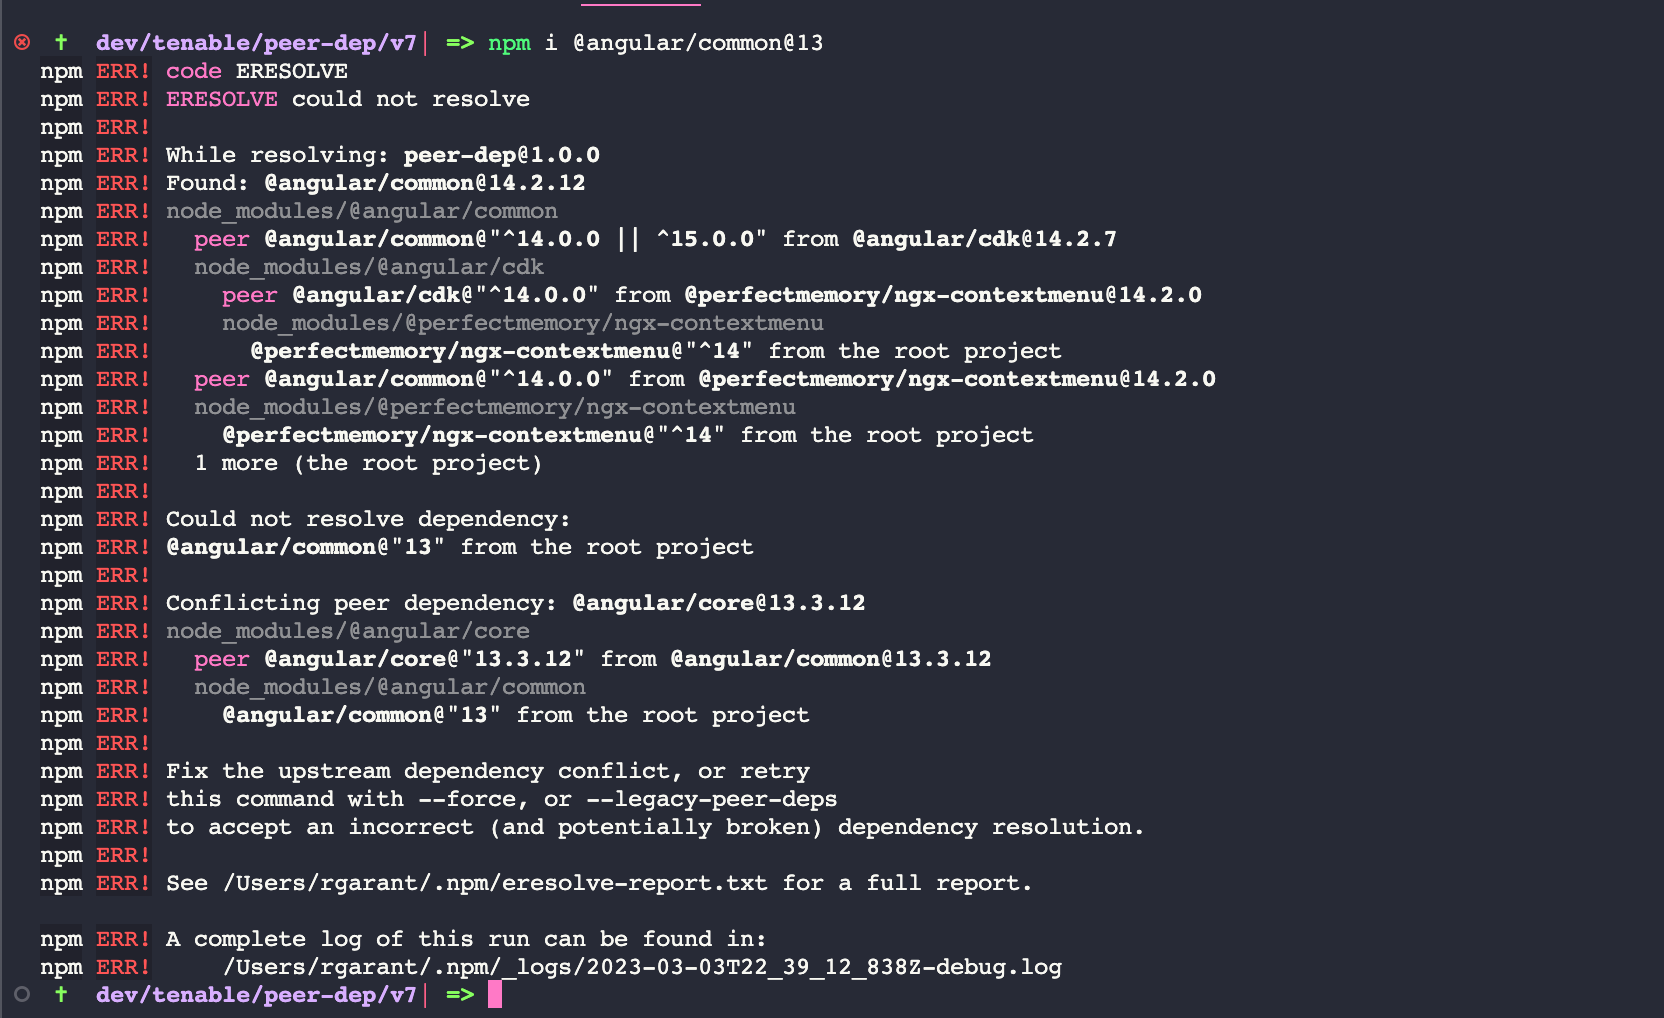 † dev/tenable/peer-dep/v7| => npm i @angular/common@13
npm ERR! code ERESOLVE
npm ERR! ERESOLVE could not resolve
npm ERR!
npm ERR! While resolving: peer-dep@1.0.0
npm ERR! Found: @angular/common@14.2.12
npm ERR! node_modules/@angular/common
npm ERR!   peer @angular/common@"^14.0.0 || ^15.0.0" from @angular/cdk@14.2.7
npm ERR!   node_modules/@angular/cdk
npm ERR!     peer @angular/cdk@"^14.0.0" from @perfectmemory/ngx-contextmenu@14.2.0
npm ERR!     node_modules/@perfectmemory/ngx-contextmenu
npm ERR!       @perfectmemory/ngx-contextmenu@"^14" from the root project
npm ERR!   peer @angular/common@"^14.0.0" from @perfectmemory/ngx-contextmenu@14.2.0
npm ERR!   node_modules/@perfectmemory/ngx-contextmenu
npm ERR!     @perfectmemory/ngx-contextmenu@"^14" from the root project
npm ERR!   1 more (the root project)
npm ERR!
npm ERR! Could not resolve dependency:
npm ERR! @angular/common@"13" from the root project
npm ERR!
npm ERR! Conflicting peer dependency: @angular/core@13.3.12
npm ERR! node_modules/@angular/core
npm ERR!   peer @angular/core@"13.3.12" from @angular/common@13.3.12
npm ERR!   node_modules/@angular/common
npm ERR!     @angular/common@"13" from the root project
npm ERR!
npm ERR! Fix the upstream dependency conflict, or retry
npm ERR! this command with --force, or --legacy-peer-deps
npm ERR! to accept an incorrect (and potentially broken) dependency resolution.
npm ERR!
npm ERR! See /Users/rgarant/.npm/eresolve-report.txt for a full report.
npm ERR! A complete log of this run can be found in:
npm ERR!     /Users/rgarant/.npm/_logs/2023-03-03T22_39_12_838Z-debug.log
† dev/tenable/peer-dep/v7| =>